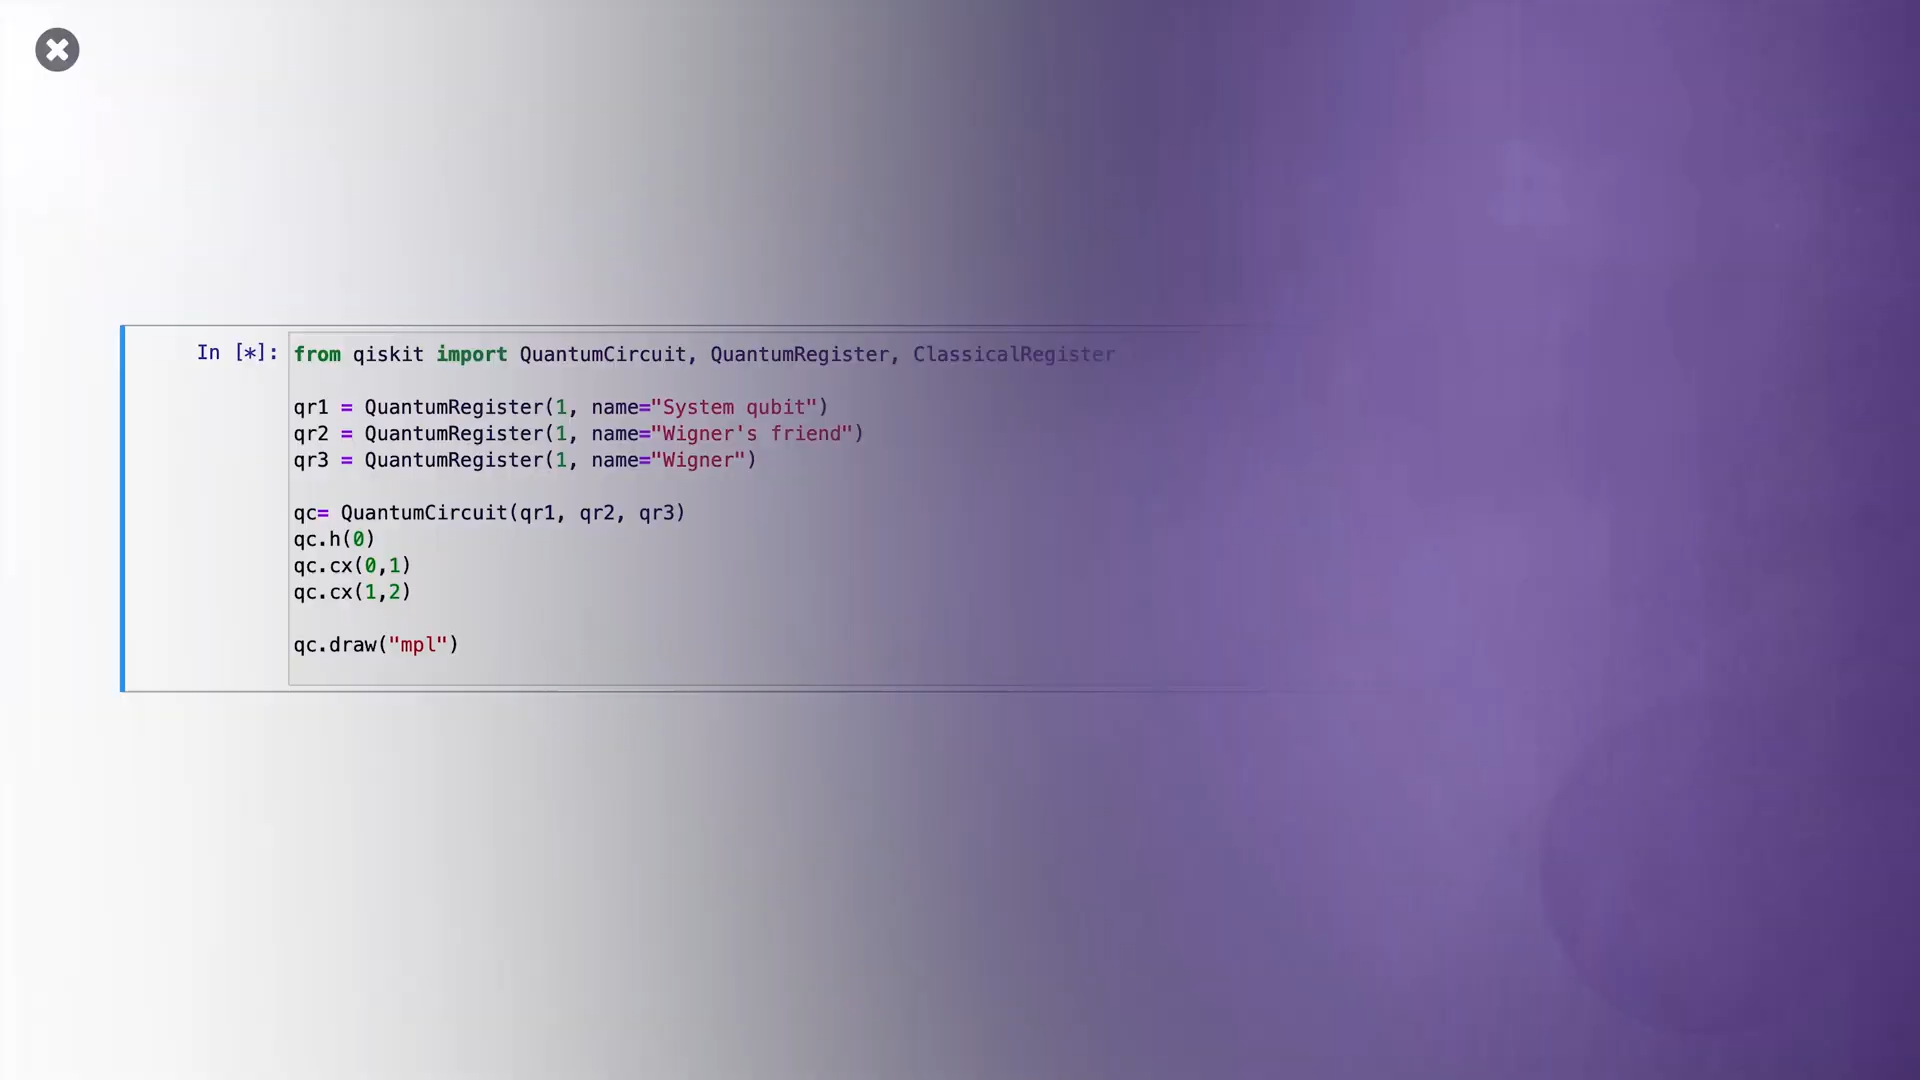 In [*]: from qiskit import QuantumCircuit, QuantumRegister, ClassicalRegister
qr1 = QuantumRegister(1, name="System qubit")
qr2 = QuantumRegister(1, name="Wigner's friend")
qr3 = QuantumRegister(1, name="Wigner")
qc= QuantumCircuit(qr1, qr2, qr3)
qc.h(0)
qc.cx(0,1)
qc.cx(1,2)
qc.draw("mpl")